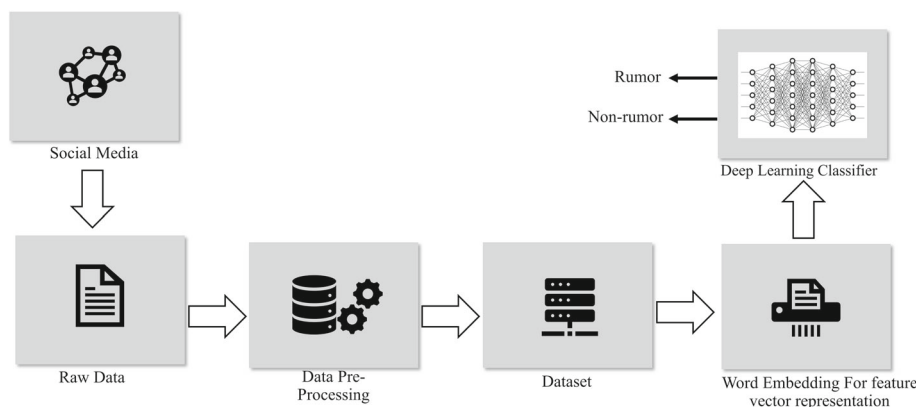 Social Media
Raw Data
Data Pre-
Processing
Dataset
Word Embedding For feature
vector representation
Deep Learning Classifier
Rumor
Non-rumor